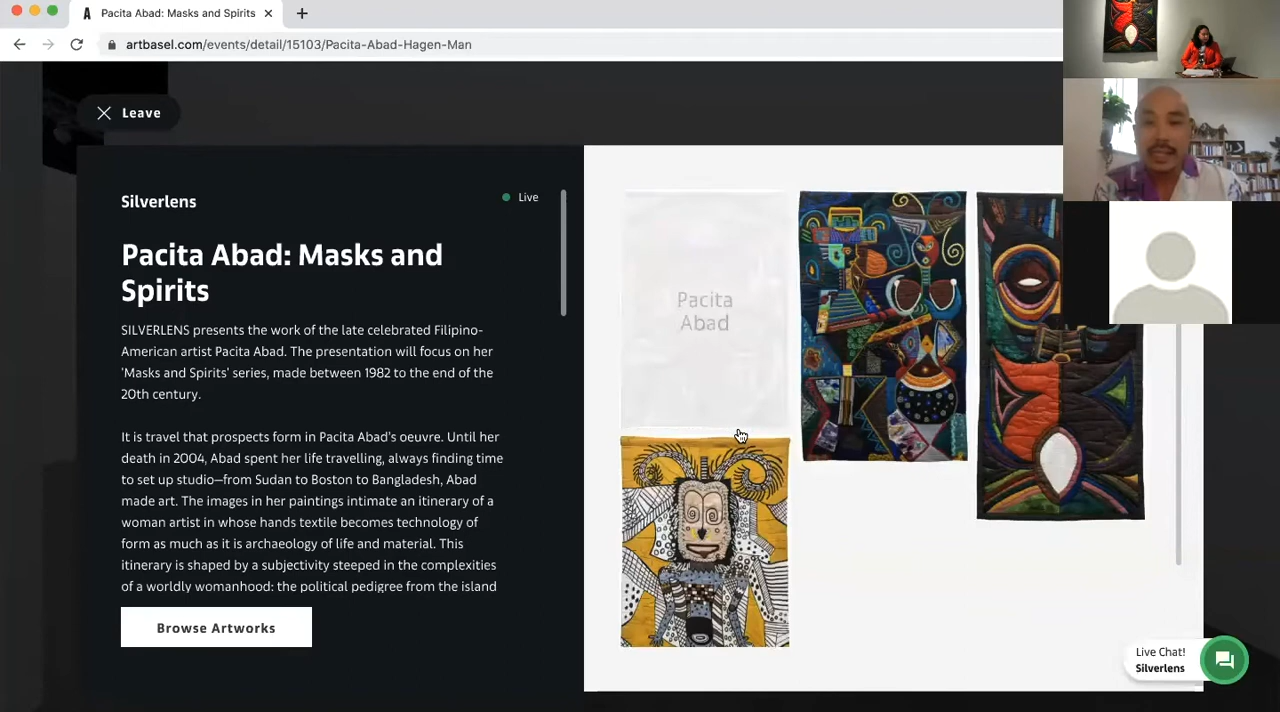 Pacita Abad: Masks and Spirits
artbasel.com/events/detail/15103/Pacita-Abad-Hagen-Man
Leave
Silverlens
Live
Pacita Abad: Masks and
Spirits
SILVERLENS presents the work of the late celebrated Filipino-
American artist Pacita Abad. The presentation will focus on her
'Masks and Spirits' series, made between 1982 to the end of the
20th century.
It is travel that prospects form in Pacita Abad's oeuvre. Until her
death in 2004, Abad spent her life travelling, always finding time
to set up studio—from Sudan to Boston to Bangladesh, Abad
made art. The images in her paintings intimate an itinerary of a
woman artist in whose hands textile becomes technology of
form as much as it is archaeology of life and material. This
itinerary is shaped by a subjectivity steeped in the complexities
of a worldly womanhood: the political pedigree from the island
Browse Artworks
Pacita
Abad
Live Chat!
Silverlens